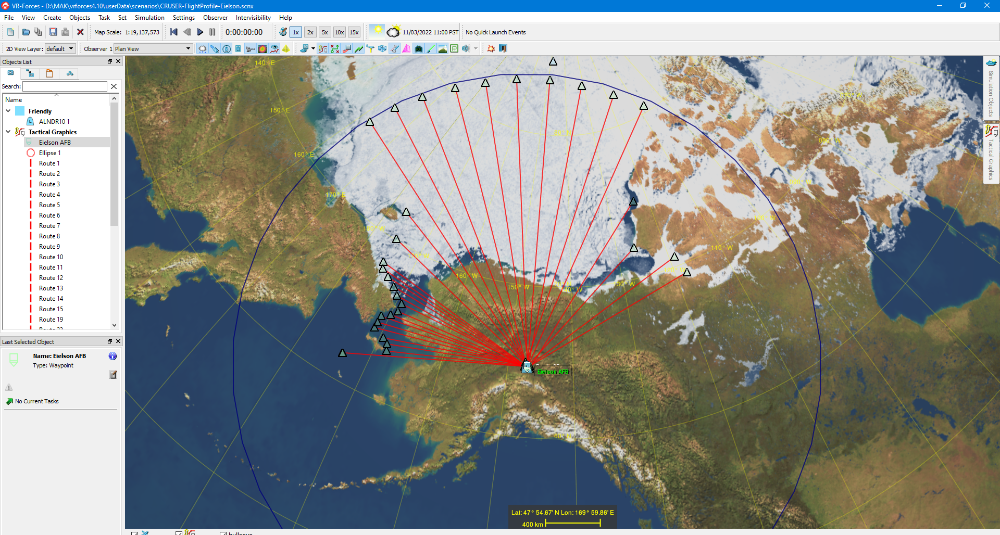 VR-Forces - D:\MAK\vrforces4.10\userData\scenarios\CRUSER-FlightProfile-Eielson.scnx
File View Create Objects Task Set Simulation Settings Observer Intervisibility Help
Map Scale: 1:19,137,573
0:00:00:00
1x 2x 5x 10x 15x
11/03/2022 11:00 PST
No Quick Launch Events
2D View Layer: default
Observer 1 Plan View
Objects List
Search:
Name
Friendly
ALNDR10 1
Tactical Graphics
Eielson AFB
Ellipse 1
Route 1
Route 2
Route 3
Route 4
Route 5
Route 6
Route 7
Route 8
Route 9
Route 10
Route 11
Route 12
Route 13
Route 14
Route 15
Route 19
Last Selected Object
Name: Eielson AFB
Type: Waypoint
No Current Tasks
140° E
150° E
160° E
170° E
160° W
150° W
130° W
110° W
Eielson AFB
Lat: 47° 54.67' N Lon: 169° 59.86' E
400 km
Simulation Objects
Tactical Graphics
bullseye